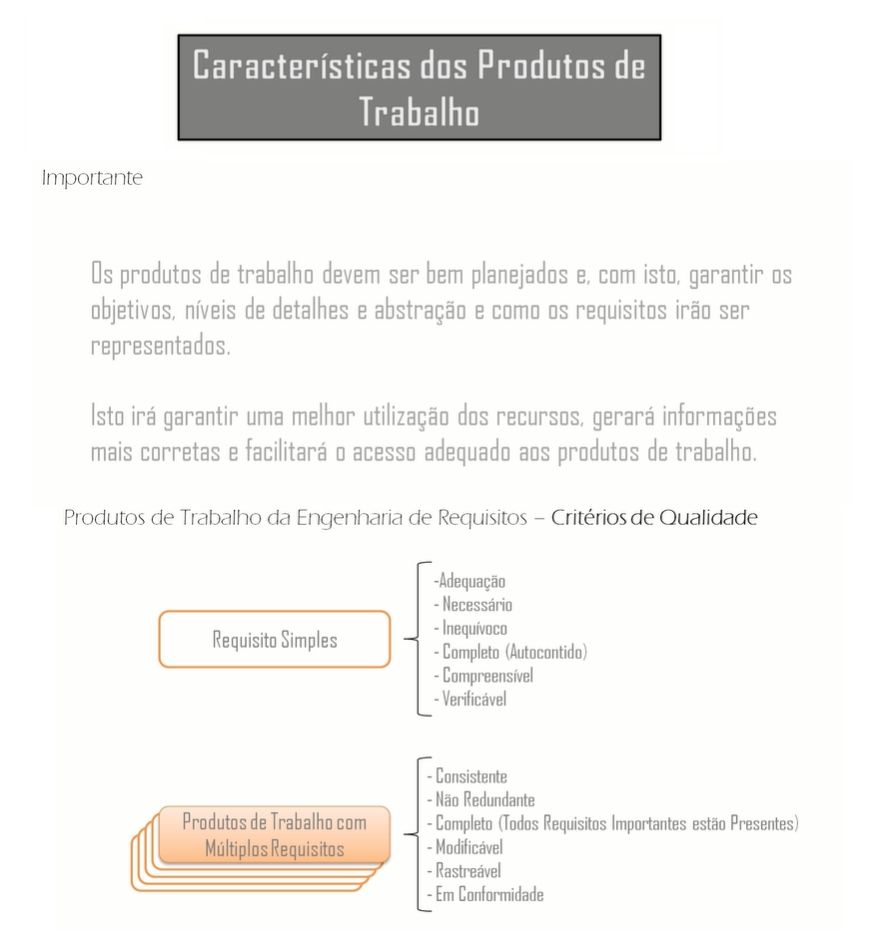 Características dos Produtos de
Trabalho
Importante
Os produtos de trabalho devem ser bem planejados e, com isto, garantir os
objetivos, níveis de detalhes e abstração e como os requisitos irão ser
representados.
Isto irá garantir uma melhor utilização dos recursos, gerará informações
mais corretas e facilitará o acesso adequado aos produtos de trabalho.
Produtos de Trabalho da Engenharia de Requisitos – Critérios de Qualidade
Requisito Simples
-Adequação
- Necessário
- Inequívoco
- Completo (Autocontido)
- Compreensível
- Verificável
Produtos de Trabalho com
Múltiplos Requisitos
- Consistente
- Não Redundante
- Completo (Todos Requisitos Importantes estão Presentes)
- Modificável
- Rastreável
- Em Conformidade